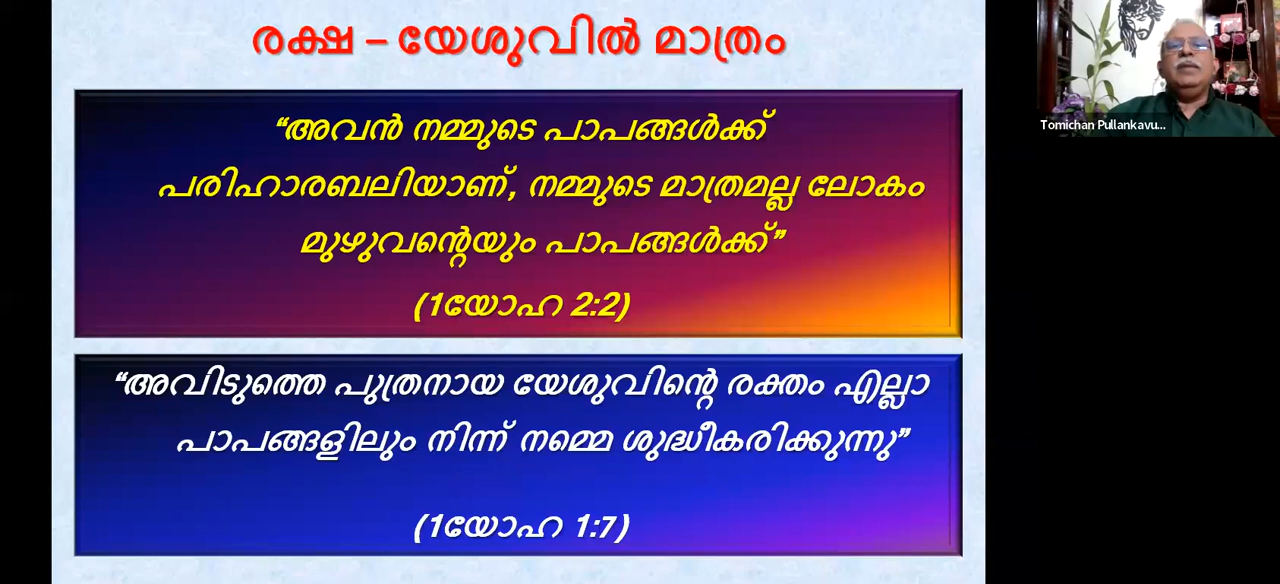 രക്ഷ – യേശുവിൽ മാത്രം
“അവൻ നമ്മുടെ പാപങ്ങൾക്ക്
പരിഹാരബലിയാണ്, നമ്മുടെ മാത്രമല്ല ലോകം
മുഴുവന്റെയും പാപങ്ങൾക്ക്”
(1യോഹ 2:2)
“അവിടുത്തെ പുത്രനായ യേശുവിന്റെ രക്തം എല്ലാ
പാപങ്ങളിലും നിന്ന് നമ്മെ ശുദ്ധീകരിക്കുന്നു”
(1യോഹ 1:7)
Tomichan Pullankavu...